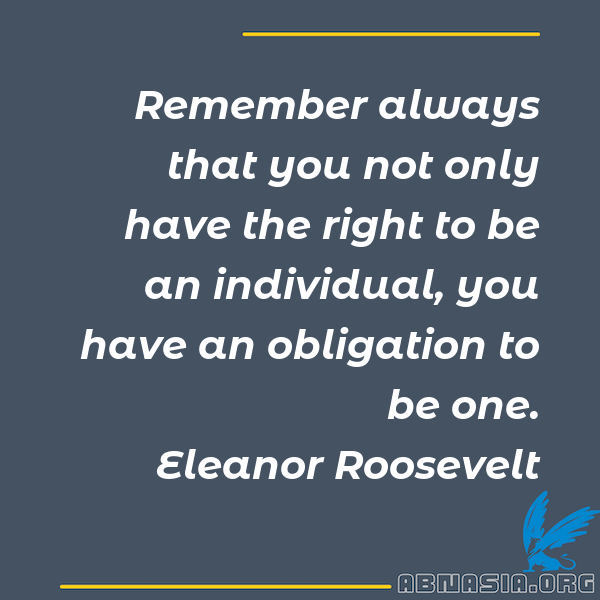 Remember always
that you not only
have the right to be
an individual, you
have an obligation to
be one.
Eleanor Roosevelt
ABNASIA.ORG